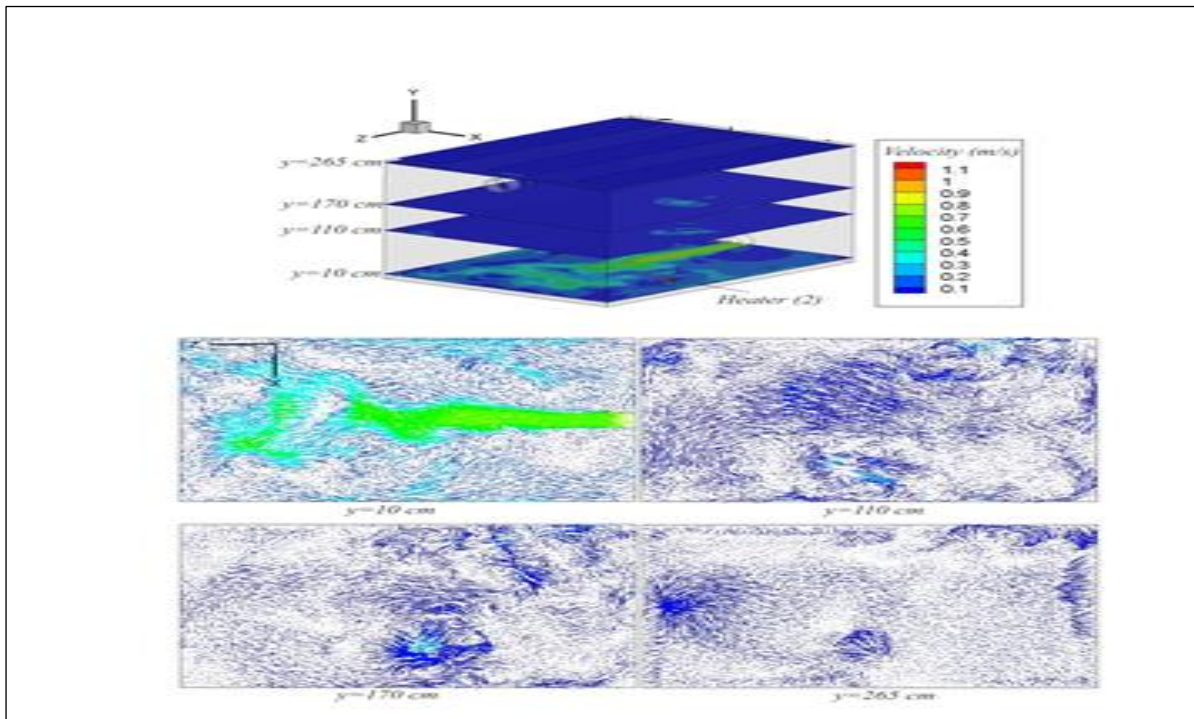 Y
Z
X
y=265 cm
y=170 cm
y=110 cm
y=10 cm
Heater (2)
Velocity (m/s)
1.1
1
0.9
0.8
0.7
0.6
0.5
0.4
0.3
0.2
0.1
y=10 cm
y=110 cm
y=170 cm
y=265 cm